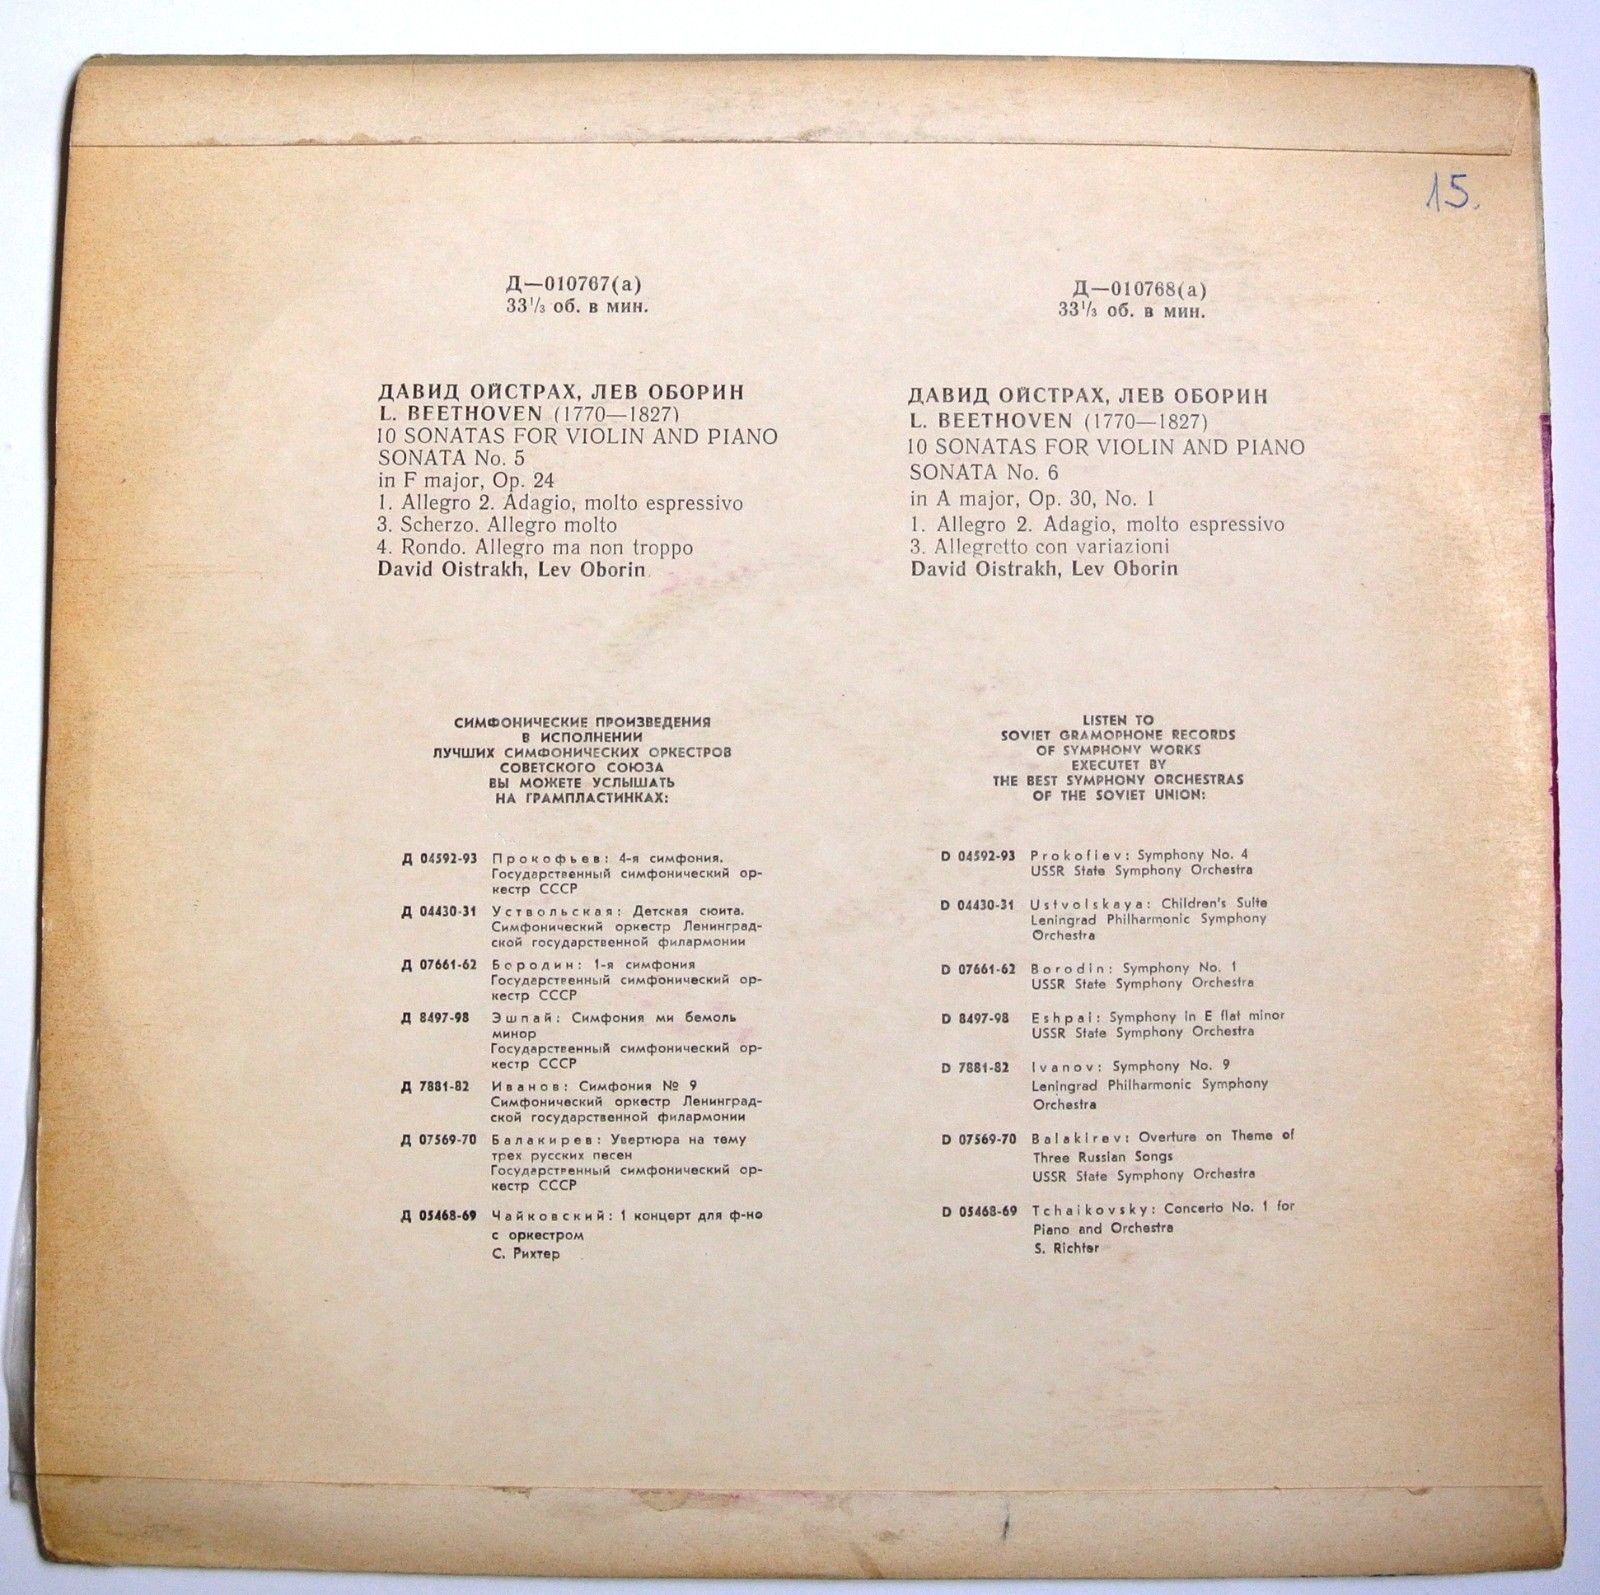 15.
Д—010767(а)
33⅓ об. в мин.
ДАВИД ОЙСТРАХ, ЛЕВ ОБОРИН
L. BEETHOVEN (1770—1827)
10 SONATAS FOR VIOLIN AND PIANO
SONATA No. 5
in F major, Op. 24
1. Allegro 2. Adagio, molto espressivo
3. Scherzo. Allegro molto
4. Rondo. Allegro ma non troppo
David Oistrakh, Lev Oborin
Д—010768(а)
33⅓ об. в мин.
ДАВИД ОЙСТРАХ, ЛЕВ ОБОРИН
L. BEETHOVEN (1770—1827)
10 SONATAS FOR VIOLIN AND PIANO
SONATA No. 6
in A major, Op. 30, No. 1
1. Allegro 2. Adagio, molto espressivo
3. Allegretto con variazioni
David Oistrakh, Lev Oborin
СИМФОНИЧЕСКИЕ ПРОИЗВЕДЕНИЯ
В ИСПОЛНЕНИИ
ЛУЧШИХ СИМФОНИЧЕСКИХ ОРКЕСТРОВ
СОВЕТСКОГО СОЮЗА
ВЫ МОЖЕТЕ УСЛЫШАТЬ
НА ГРАМПЛАСТИНКАХ:
Д 04592-93 Прокофьев: 4-я симфония.
Государственный симфонический ор-
кестр СССР
Д 04430-31 Уствольская: Детская сюита.
Симфонический оркестр Ленинград-
ской государственной филармонии
Д 07661-62 Бородин: 1-я симфония
Государственный симфонический ор-
кестр СССР
Д 8497-98 Эшпай: Симфония ми бемоль
минор
Государственный симфонический ор-
кестр СССР
Д 7881-82 Иванов: Симфония № 9
Симфонический оркестр Ленинград-
ской государственной филармонии
Д 07569-70 Балакирев: Увертюра на тему
трех русских песен
Государственный симфонический ор-
кестр СССР
Д 05468-69 Чайковский: 1 концерт для ф-но
с оркестром
С. Рихтер
LISTEN TO
SOVIET GRAMOPHONE RECORDS
OF SYMPHONY WORKS
EXECUTET BY
THE BEST SYMPHONY ORCHESTRAS
OF THE SOVIET UNION:
D 04592-93 Prokofiev: Symphony No. 4
USSR State Symphony Orchestra
D 04430-31 Ustvolskaya: Children's Suite
Leningrad Philharmonic Symphony
Orchestra
D 07661-62 Borodin: Symphony No. 1
USSR State Symphony Orchestra
D 8497-98 Eshpai: Symphony in E flat minor
USSR State Symphony Orchestra
D 7881-82 Ivanov: Symphony No. 9
Leningrad Philharmonic Symphony
Orchestra
D 07569-70 Balakirev: Overture on Theme of
Three Russian Songs
USSR State Symphony Orchestra
D 05468-69 Tchaikovsky: Concerto No. 1 for
Piano and Orchestra
S. Richter